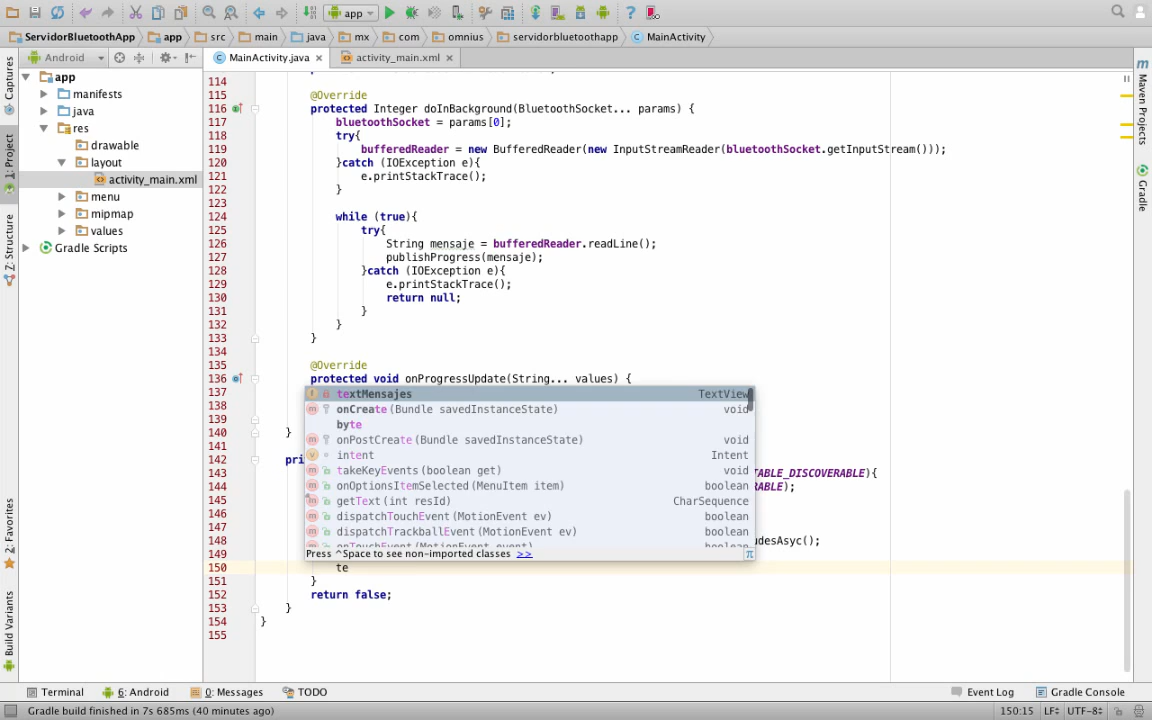 app
ServidorBluetoothApp app src main java mx com omnius servidorbluetoothapp MainActivity
Android
MainActivity.java
activity_main.xml
Captures
1: Project
Z: Structure
2: Favorites
Build Variants
Maven Projects
Gradle
app
manifests
java
res
drawable
layout
activity_main.xml
menu
mipmap
values
Gradle Scripts
114
115 @Override
116 protected Integer doInBackground(BluetoothSocket... params) {
117 bluetoothSocket = params[0];
118 try{
119 bufferedReader = new BufferedReader(new InputStreamReader(bluetoothSocket.getInputStream()));
120 }catch (IOException e){
121 e.printStackTrace();
122 }
123
124 while (true){
125 try{
126 String mensaje = bufferedReader.readLine();
127 publishProgress(mensaje);
128 }catch (IOException e){
129 e.printStackTrace();
130 return null;
131 }
132 }
133 }
134
135 @Override
136 protected void onProgressUpdate(String... values) {
137
138
139
140 }
141
142 pri
143 TABLE_DISCOVERABLE){
144 RABLE);
145
146
147
148 udesAsyc();
149
150 te
151 }
152 return false;
153 }
154 }
155
textMensajes TextView
onCreate(Bundle savedInstanceState) void
byte
onPostCreate(Bundle savedInstanceState) void
intent Intent
takeKeyEvents(boolean get) void
onOptionsItemSelected(MenuItem item) boolean
getText(int resId) CharSequence
dispatchTouchEvent(MotionEvent ev) boolean
dispatchTrackballEvent(MotionEvent ev) boolean
onTouchEvent(MotionEvent event) boolean
Press ^Space to see non-imported classes >> π
Terminal 6: Android 0: Messages TODO Event Log Gradle Console
Gradle build finished in 7s 685ms (40 minutes ago) 150:15 LF÷ UTF-8÷